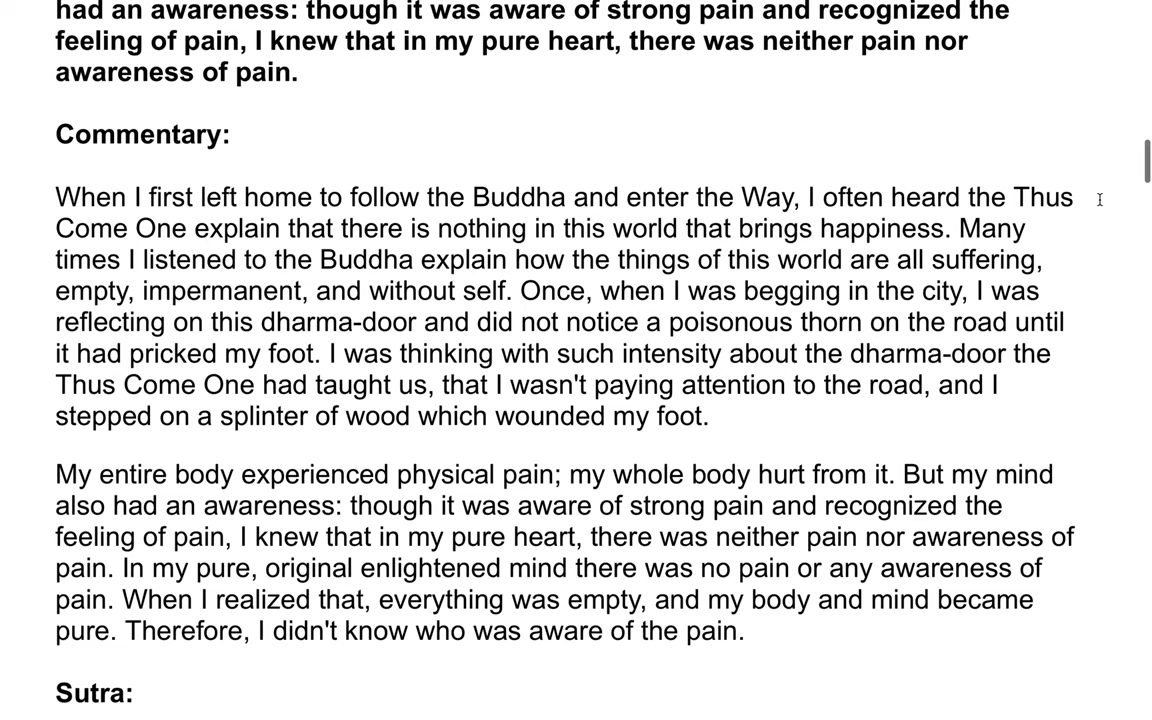 had an awareness: though it was aware of strong pain and recognized the
feeling of pain, I knew that in my pure heart, there was neither pain nor
awareness of pain.
Commentary:
When I first left home to follow the Buddha and enter the Way, I often heard the Thus
Come One explain that there is nothing in this world that brings happiness. Many
times I listened to the Buddha explain how the things of this world are all suffering,
empty, impermanent, and without self. Once, when I was begging in the city, I was
reflecting on this dharma-door and did not notice a poisonous thorn on the road until
it had pricked my foot. I was thinking with such intensity about the dharma-door the
Thus Come One had taught us, that I wasn't paying attention to the road, and I
stepped on a splinter of wood which wounded my foot.
My entire body experienced physical pain; my whole body hurt from it. But my mind
also had an awareness: though it was aware of strong pain and recognized the
feeling of pain, I knew that in my pure heart, there was neither pain nor awareness of
pain. In my pure, original enlightened mind there was no pain or any awareness of
pain. When I realized that, everything was empty, and my body and mind became
pure. Therefore, I didn't know who was aware of the pain.
Sutra: